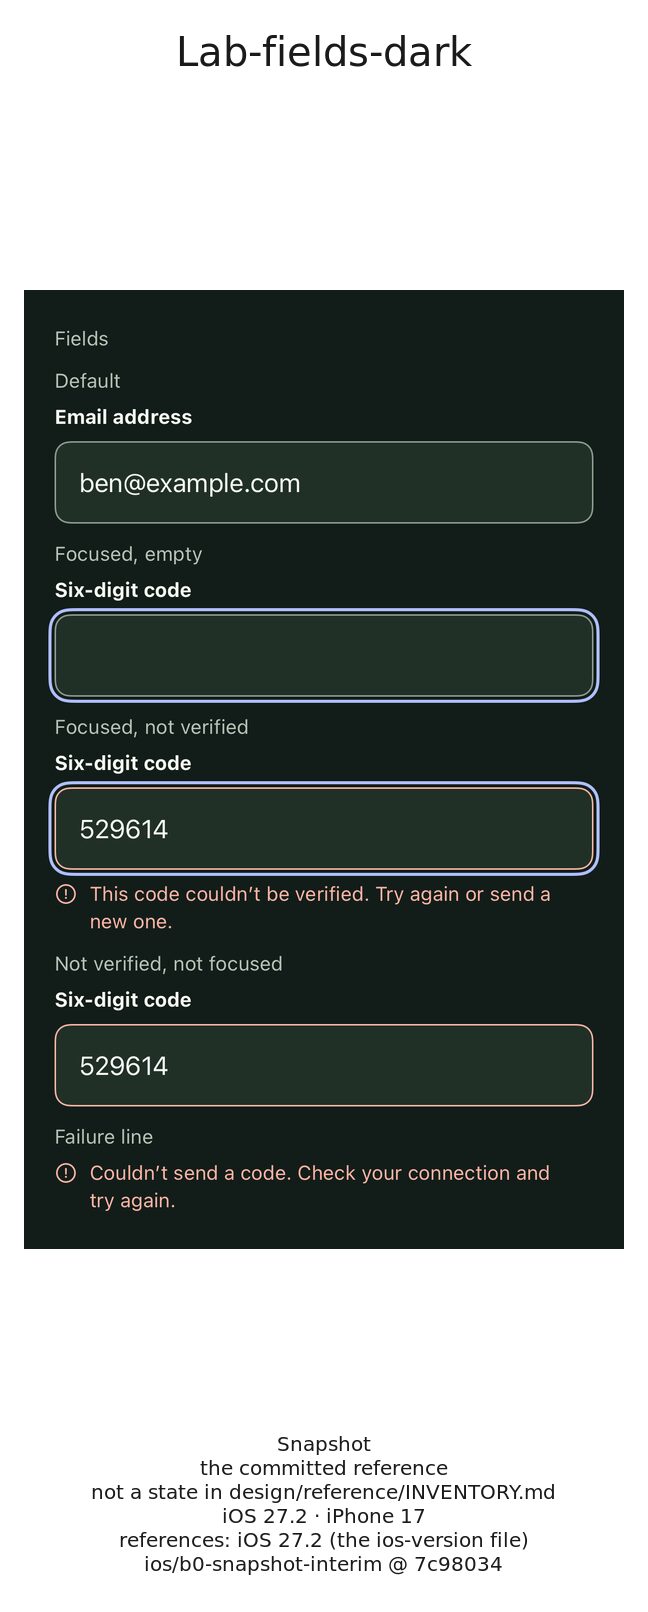 Lab-fields-dark
Fields
Default
Email address
ben@example.com
Focused, empty
Six-digit code
Focused, not verified
Six-digit code
529614
This code couldn’t be verified. Try again or send a
new one.
Not verified, not focused
Six-digit code
529614
Failure line
Couldn’t send a code. Check your connection and
try again.
Snapshot
the committed reference
not a state in design/reference/INVENTORY.md
iOS 27.2 · iPhone 17
references: iOS 27.2 (the ios-version file)
ios/b0-snapshot-interim @ 7c98034